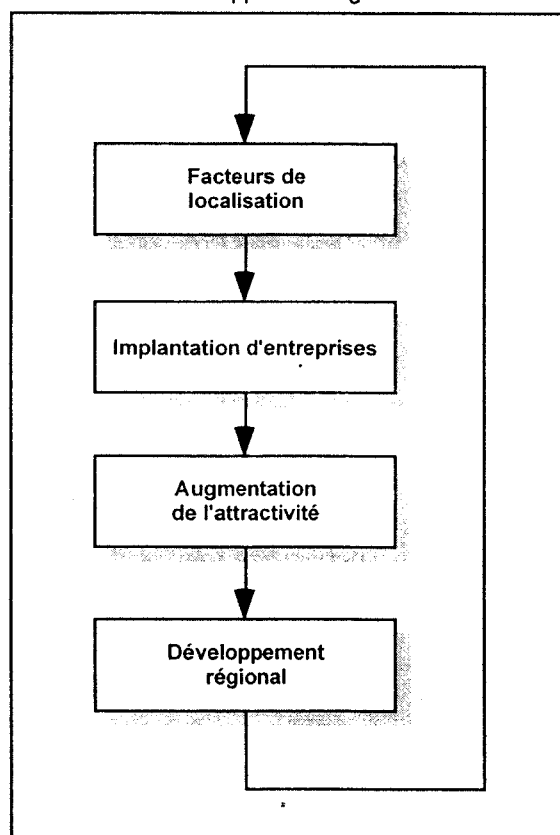 Facteurs de
localisation
Implantation d'entreprises
Augmentation
de l'attractivité
Développement
régional